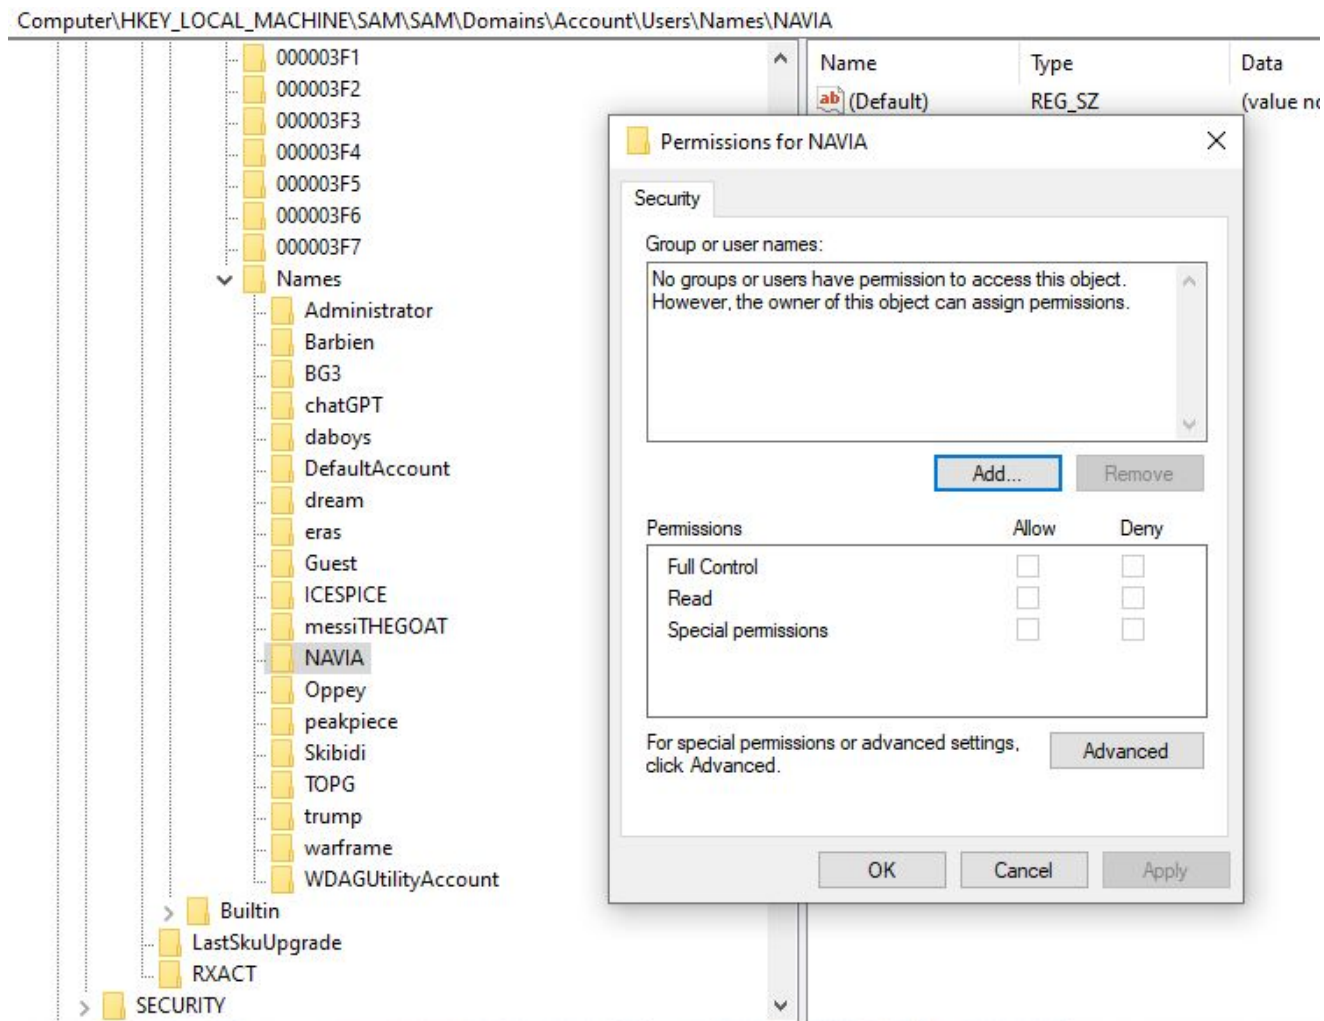 Computer\HKEY_LOCAL_MACHINE\SAM\SAM\Domains\Account\Users\Names\NAVIA
000003F1
000003F2
000003F3
000003F4
000003F5
000003F6
000003F7
Names
Administrator
Barbien
BG3
chatGPT
daboys
DefaultAccount
dream
eras
Guest
ICESPICE
messiTHEGOAT
NAVIA
Oppey
peakpiece
Skibidi
TOPG
trump
warframe
WDAGUtilityAccount
Builtin
LastSkuUpgrade
RXACT
SECURITY
Name Type Data
ab (Default) REG_SZ (value no
Permissions for NAVIA
Security
Group or user names:
No groups or users have permission to access this object.
However, the owner of this object can assign permissions.
Add... Remove
Permissions Allow Deny
Full Control
Read
Special permissions
For special permissions or advanced settings,
click Advanced.
Advanced
OK Cancel Apply